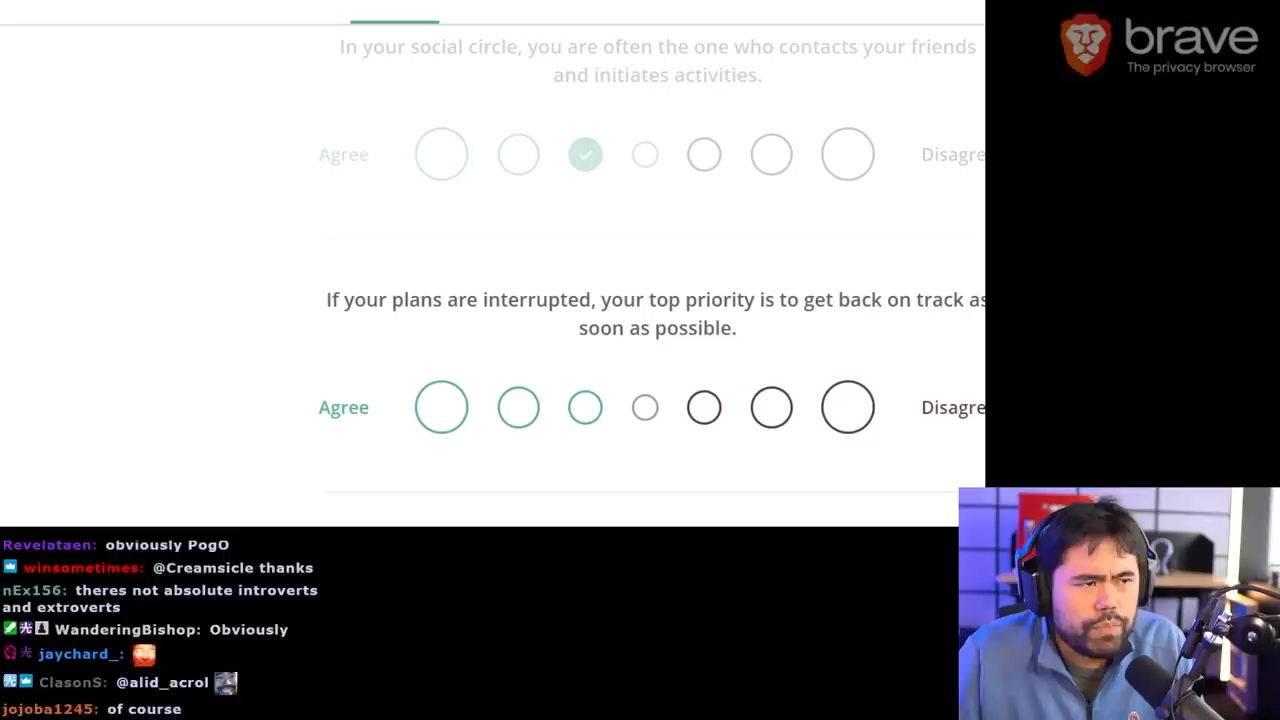 In your social circle, you are often the one who contacts your friends
and initiates activities.
Agree
Disagre
If your plans are interrupted, your top priority is to get back on track as
soon as possible.
Agree
Disagre
brave
The privacy browser
Revelataen: obviously PogO
winsometimes: @Creamsicle thanks
nEx156: theres not absolute introverts
and extroverts
WanderingBishop: Obviously
jaychard_:
ClasonS: @alid_acrol
jojoba1245: of course